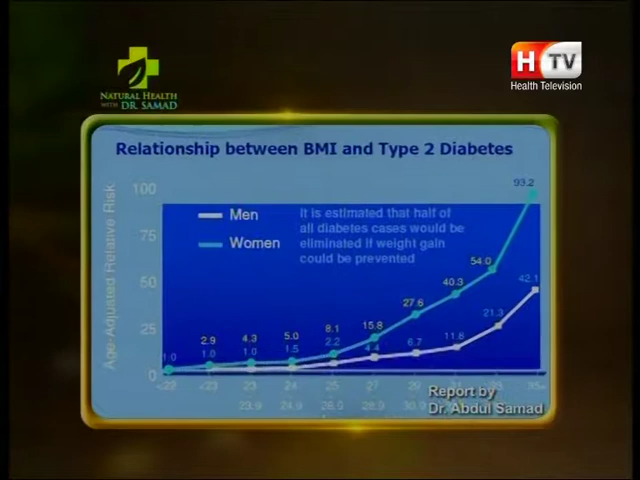 NATURAL HEALTH
WITH DR. SAMAD
H TV
Health Television
Relationship between BMI and Type 2 Diabetes
Age-Adjusted Relative Risk
100
75
50
25
0
Men
Women
It is estimated that half of
all diabetes cases would be
eliminated if weight gain
could be prevented
93.2
54.0
40.3
27.6
15.8
8.1
5.0
4.3
2.9
1.0
1.0
1.0
1.5
2.2
4.4
6.7
11.6
21.3
42.1
<22 <23 23 24 25 27 29
23.9 24.9 26.9 28.9
Report by
Dr. Abdul Samad